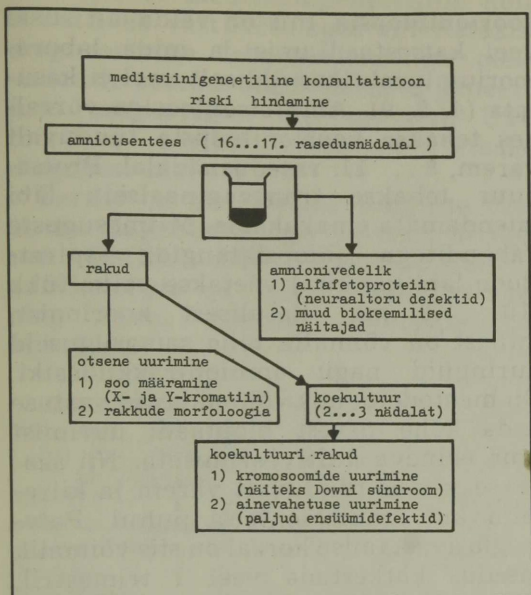 meditsiinigeneetiline konsultatsioon
riski hindamine
amniotsentees ( 16...17. rasedusnädalal )
rakud
amnionivedelik
1) alfafetoproteiin
(neuraaltoru defektid)
2) muud biokeemilised
näitajad
otsene uurimine
1) soo määramine
(X- ja Y-kromatiin)
2) rakkude morfoloogia
koekultuur
(2...3 nädalat)
koekultuuri rakud
1) kromosoomide uurimine
(näiteks Downi sündroom)
2) ainevahetuse uurimine
(paljud ensüümidefektid)